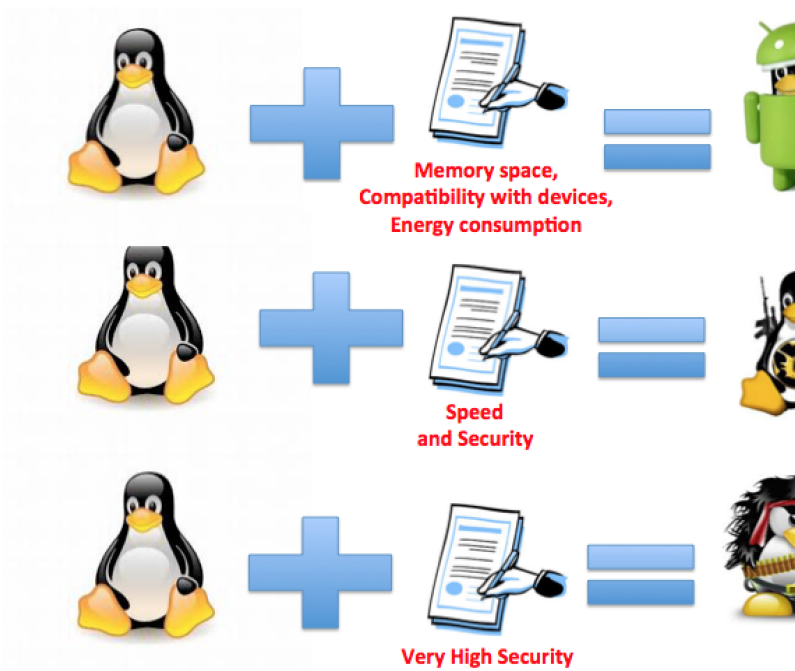 Memory space,
Compatibility with devices,
Energy consumption
Speed
and Security
Very High Security